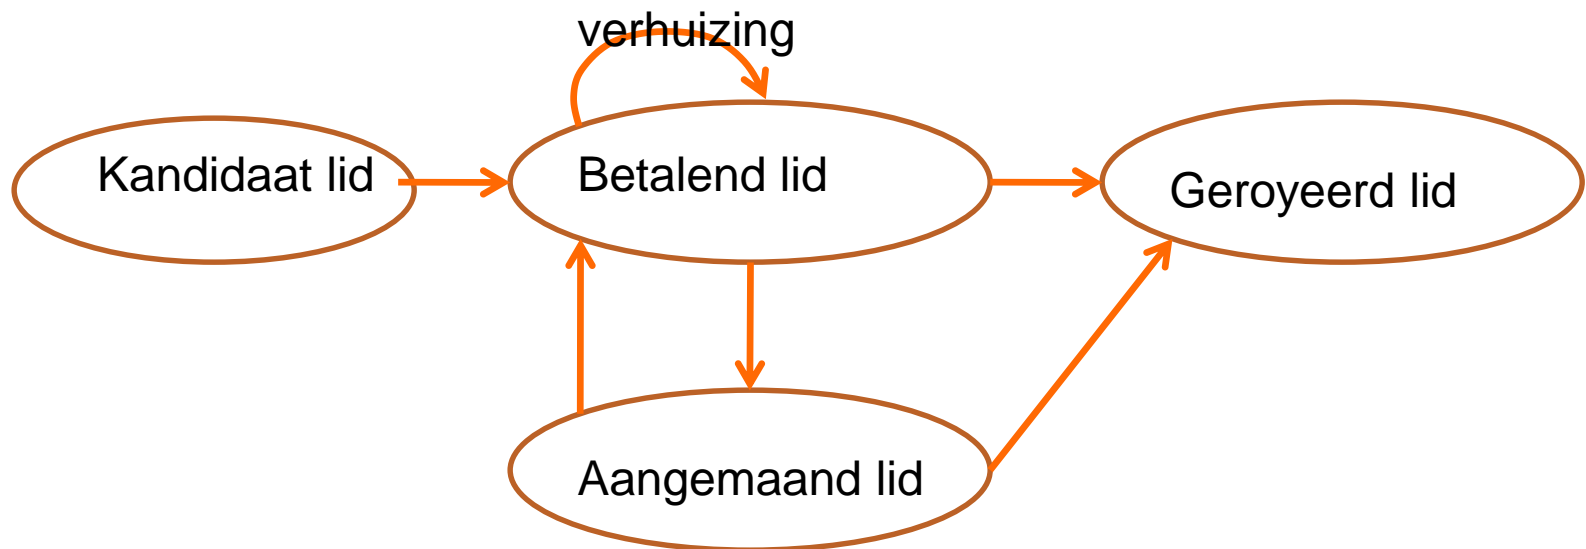 verhuizing
Kandidaat lid
Betalend lid
Geroyeerd lid
Aangemaand lid